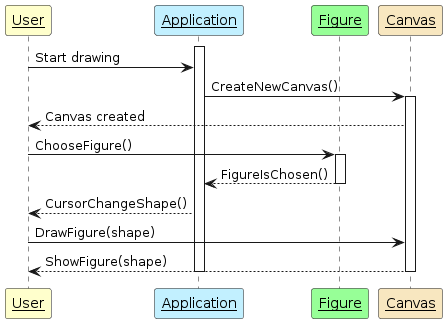 User Application Figure Canvas
Start drawing
CreateNewCanvas()
Canvas created
ChooseFigure()
FigureIsChosen()
CursorChangeShape()
DrawFigure(shape)
ShowFigure(shape)
User Application Figure Canvas